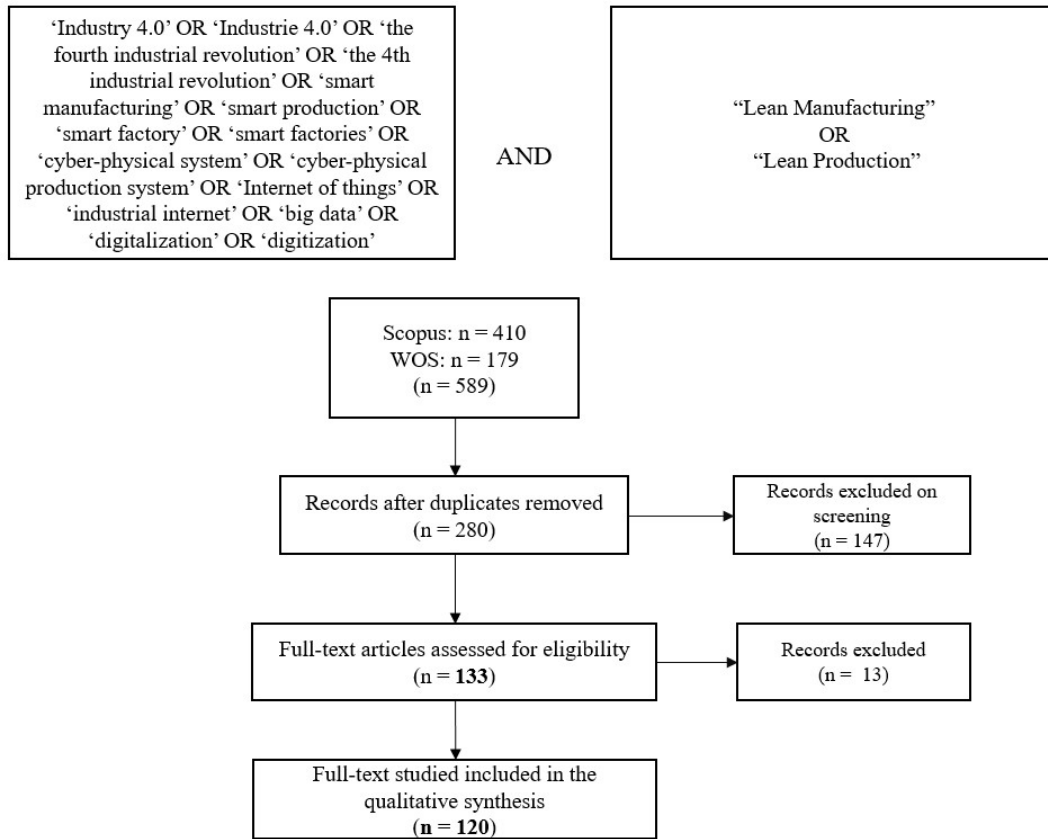 ‘Industry 4.0’ OR ‘Industrie 4.0’ OR ‘the
fourth industrial revolution’ OR ‘the 4th
industrial revolution’ OR ‘smart
manufacturing’ OR ‘smart production’ OR
‘smart factory’ OR ‘smart factories’ OR
‘cyber-physical system’ OR ‘cyber-physical
production system’ OR ‘Internet of things’ OR
‘industrial internet’ OR ‘big data’ OR
‘digitalization’ OR ‘digitization’
AND
“Lean Manufacturing”
OR
“Lean Production”
Scopus: n = 410
WOS: n = 179
(n = 589)
Records after duplicates removed
(n = 280)
Records excluded on
screening
(n = 147)
Full-text articles assessed for eligibility
(n = 133)
Records excluded
(n = 13)
Full-text studied included in the
qualitative synthesis
(n = 120)